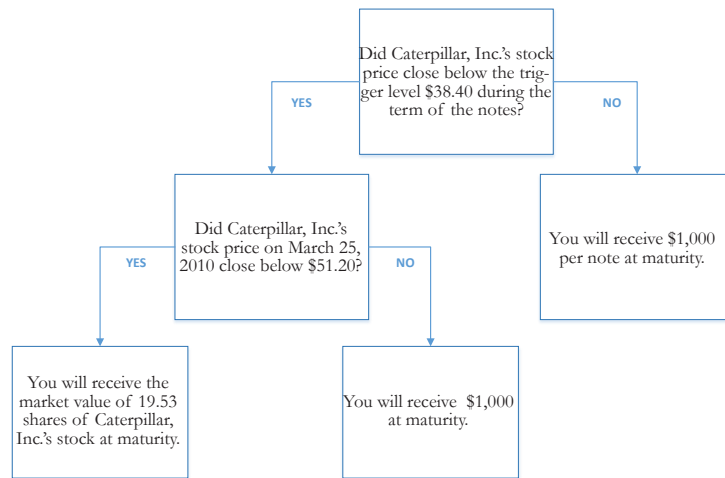 Did Caterpillar, Inc.'s stock
price close below the trig-
ger level $38.40 during the
term of the notes?
YES
NO
Did Caterpillar, Inc.'s
stock price on March 25,
2010 close below $51.20?
You will receive $1,000
per note at maturity.
YES
NO
You will receive the
market value of 19.53
shares of Caterpillar,
Inc.'s stock at maturity.
You will receive  $1,000
at maturity.